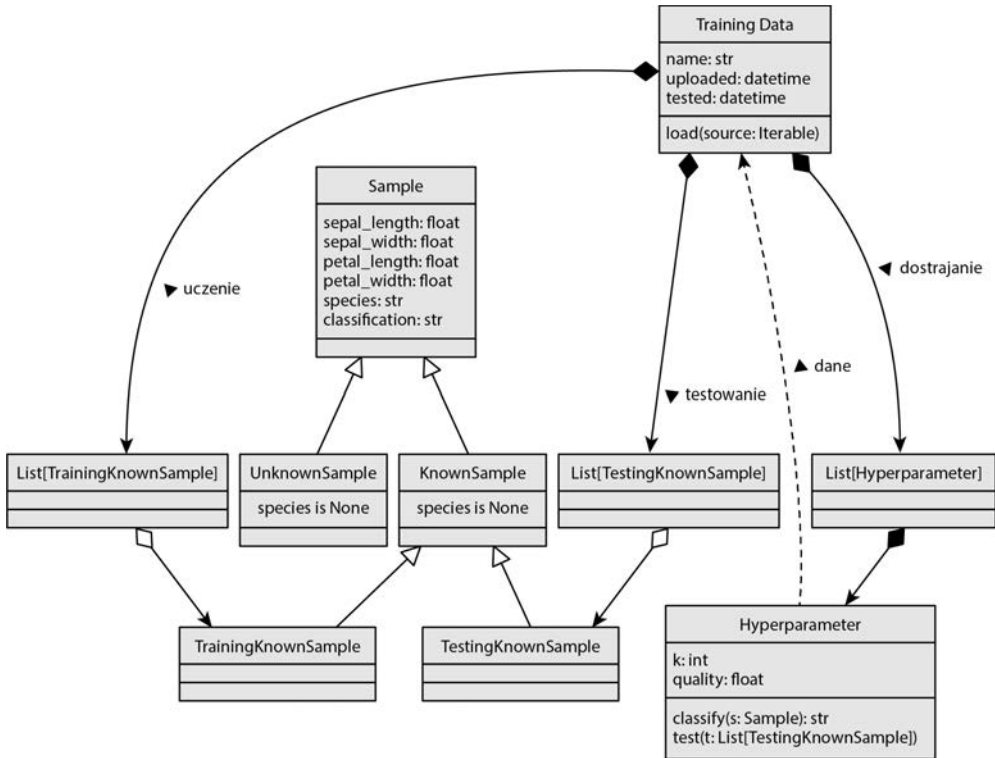 Training Data
name: str
uploaded: datetime
tested: datetime
load(source: Iterable)
Sample
sepal_length: float
sepal_width: float
petal_length: float
petal_width: float
species: str
classification: str
uczenie
dostrajanie
dane
testowanie
List[TrainingKnownSample]
UnknownSample
species is None
KnownSample
species is None
List[TestingKnownSample]
List[Hyperparameter]
TrainingKnownSample
TestingKnownSample
Hyperparameter
k: int
quality: float
classify(s: Sample): str
test(t: List[TestingKnownSample])